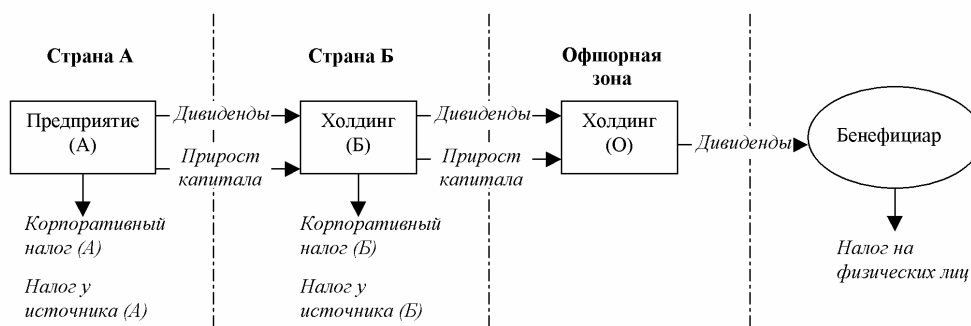 Страна А
Страна Б
Офшорная
зона
Предприятие
(А)
Дивиденды
Прирост
капитала
Холдинг
(Б)
Дивиденды
Прирост
капитала
Холдинг
(О)
Дивиденды
Бенефициар
Корпоративный
налог (А)
Налог у
источника (А)
Корпоративный
налог (Б)
Налог у
источника (Б)
Налог на
физических лиц